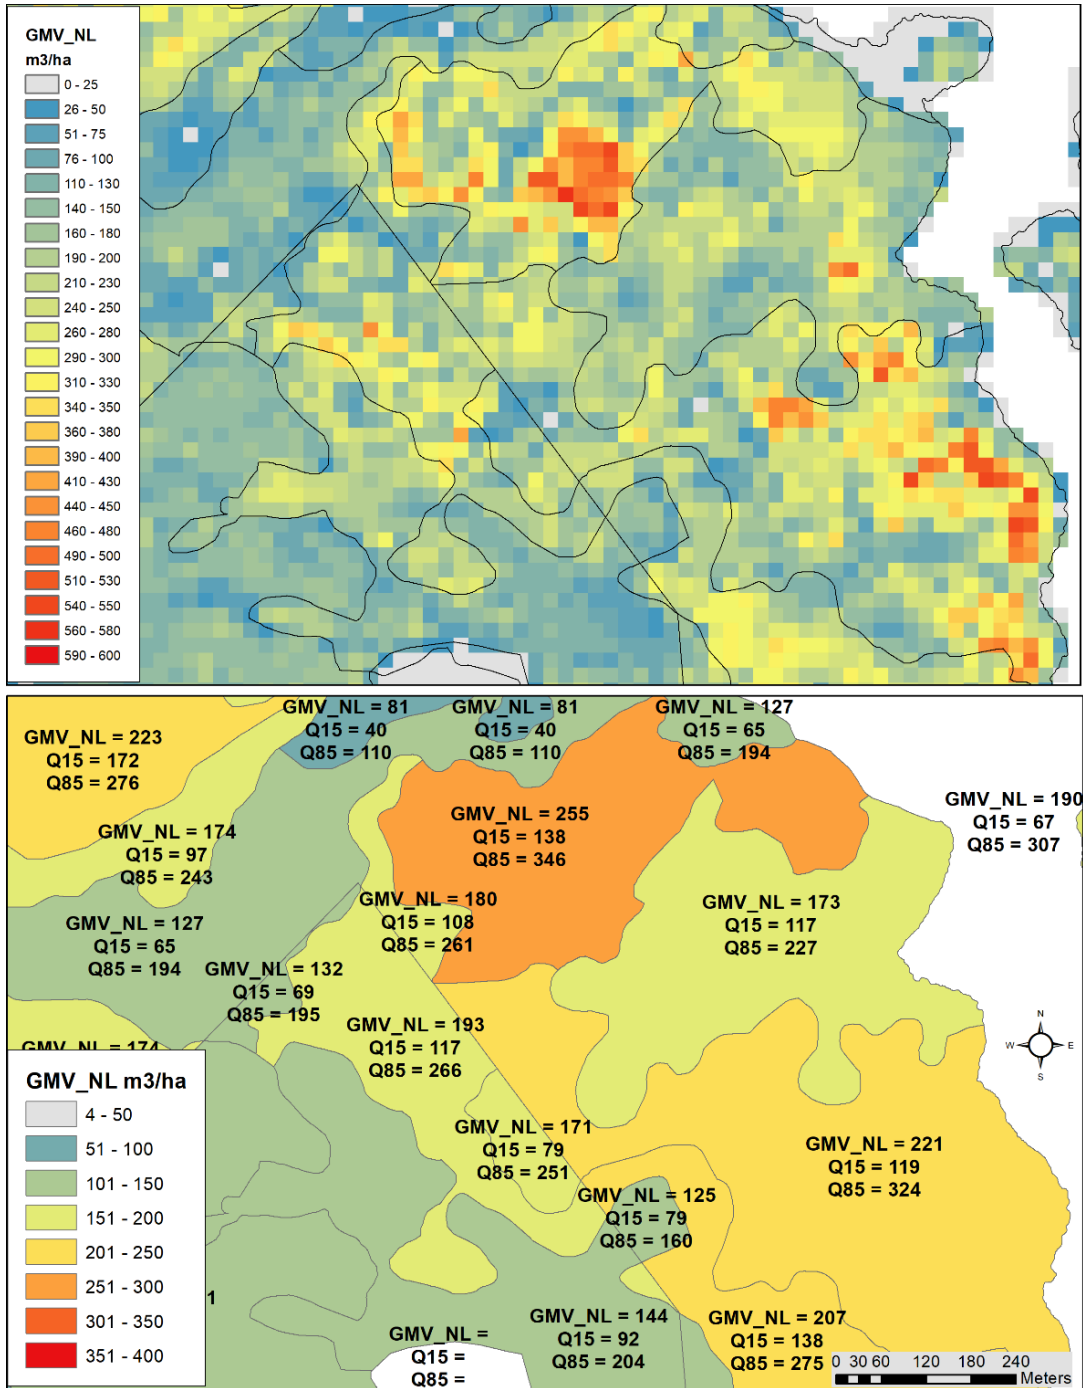 GMV_NL
m3/ha
0 - 25
26 - 50
51 - 75
76 - 100
110 - 130
140 - 150
160 - 180
190 - 200
210 - 230
240 - 250
260 - 280
290 - 300
310 - 330
340 - 350
360 - 380
390 - 400
410 - 430
440 - 450
460 - 480
490 - 500
510 - 530
540 - 550
560 - 580
590 - 600
GMV_NL = 81
Q15 = 40
Q85 = 110
GMV_NL = 81
Q15 = 40
Q85 = 110
GMV_NL = 127
Q15 = 65
Q85 = 194
GMV_NL = 223
Q15 = 172
Q85 = 276
GMV_NL = 190
Q15 = 67
Q85 = 307
GMV_NL = 255
Q15 = 138
Q85 = 346
GMV_NL = 174
Q15 = 97
Q85 = 243
GMV_NL = 180
Q15 = 108
Q85 = 261
GMV_NL = 173
Q15 = 117
Q85 = 227
GMV_NL = 127
Q15 = 65
Q85 = 194
GMV_NL = 132
Q15 = 69
Q85 = 195
GMV_NL = 193
Q15 = 117
Q85 = 266
N
W E
S
GMV_NL = 174
GMV_NL m3/ha
4 - 50
51 - 100
101 - 150
151 - 200
201 - 250
251 - 300
301 - 350
351 - 400
GMV_NL = 171
Q15 = 79
Q85 = 251
GMV_NL = 221
Q15 = 119
Q85 = 324
GMV_NL = 125
Q15 = 79
Q85 = 160
1
GMV_NL =
Q15 =
Q85 =
GMV_NL = 144
Q15 = 92
Q85 = 204
GMV_NL = 207
Q15 = 138
Q85 = 275
0 30 60 120 180 240
Meters